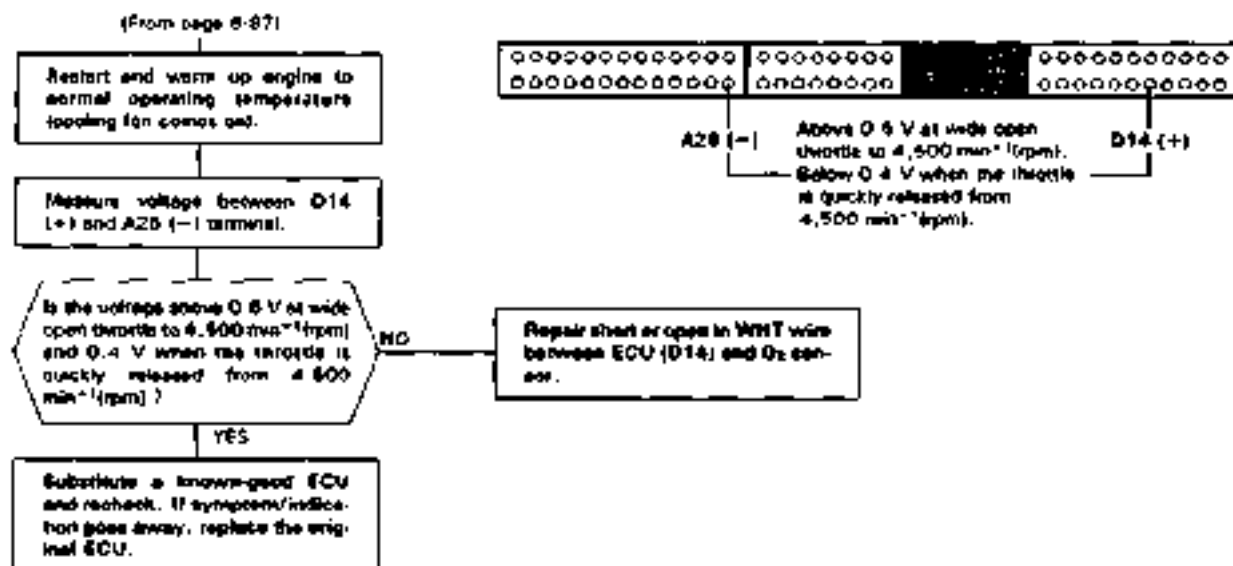 (From page 6-87)
Restart and warm up engine to
normal operating temperature
(cooling fan comes on).
Measure voltage between D14
(+) and A26 (−) terminal.
Is the voltage above 0.6 V at wide
open throttle to 4,500 min⁻¹(rpm)
and 0.4 V when the throttle is
quickly released from 4,500
min⁻¹(rpm) ?
NO
Repair short or open in WHT wire
between ECU (D14) and O₂ sen-
sor.
YES
Substitute a known-good ECU
and recheck. If symptom/indica-
tion goes away, replace the orig-
inal ECU.
A26 (−)
Above 0.6 V at wide open
throttle to 4,500 min⁻¹(rpm).
Below 0.4 V when the throttle
is quickly released from
4,500 min⁻¹(rpm).
D14 (+)